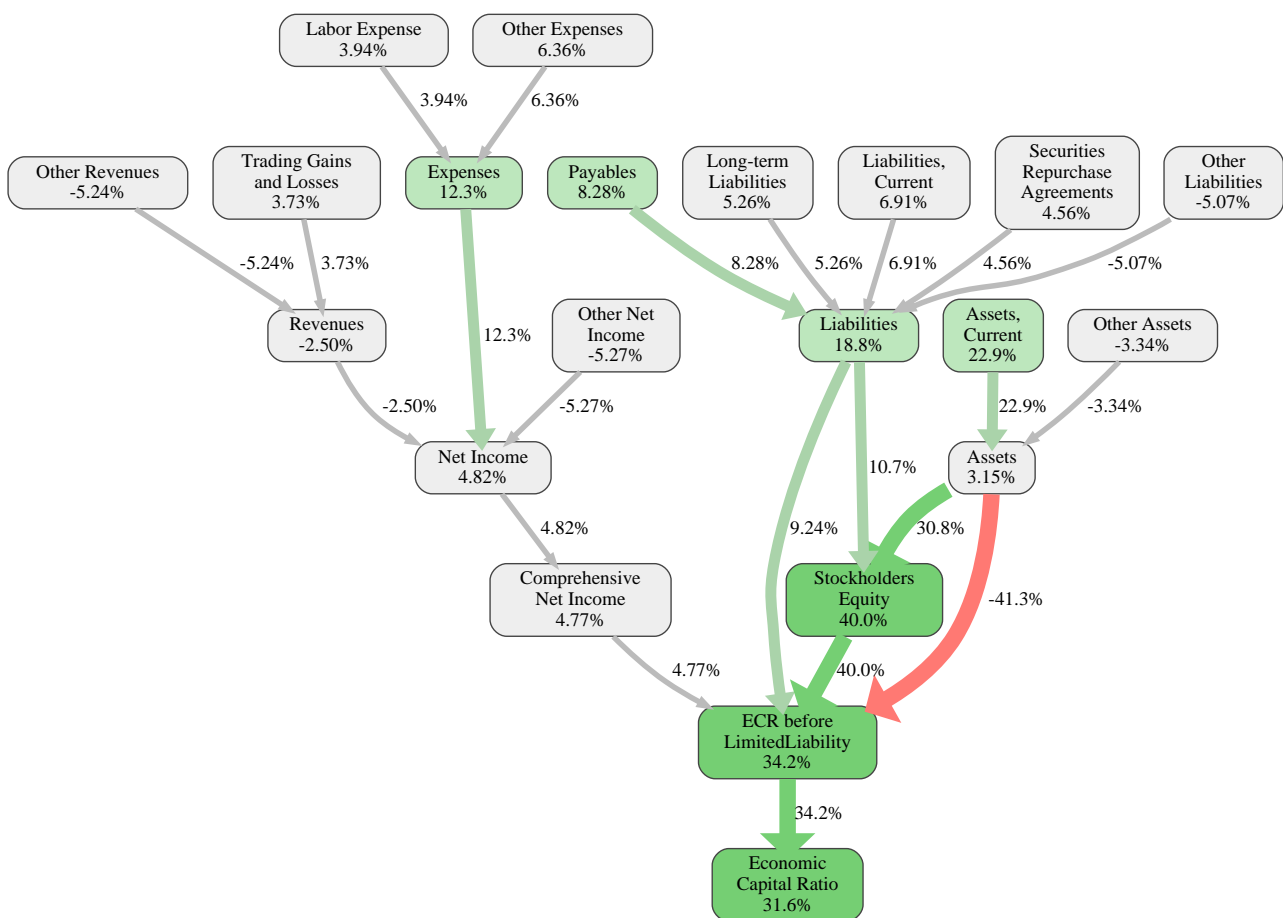 Labor Expense
3.94%
Other Expenses
6.36%
3.94%
6.36%
Other Revenues
-5.24%
Trading Gains
and Losses
3.73%
Expenses
12.3%
Payables
8.28%
Long-term
Liabilities
5.26%
Liabilities,
Current
6.91%
Securities
Repurchase
Agreements
4.56%
Other
Liabilities
-5.07%
-5.24%
3.73%
8.28%
5.26%
6.91%
4.56%
-5.07%
Revenues
-2.50%
12.3%
Other Net
Income
-5.27%
Liabilities
18.8%
Assets,
Current
22.9%
Other Assets
-3.34%
-2.50%
-5.27%
22.9%
-3.34%
Net Income
4.82%
10.7%
Assets
3.15%
4.82%
9.24%
30.8%
Comprehensive
Net Income
4.77%
Stockholders
Equity
40.0%
-41.3%
4.77%
40.0%
ECR before
LimitedLiability
34.2%
34.2%
Economic
Capital Ratio
31.6%